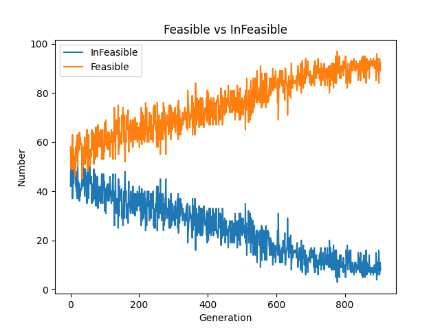 Feasible vs InFeasible
InFeasible
Feasible
100
80
60
40
20
0
Number
0 200 400 600 800
Generation